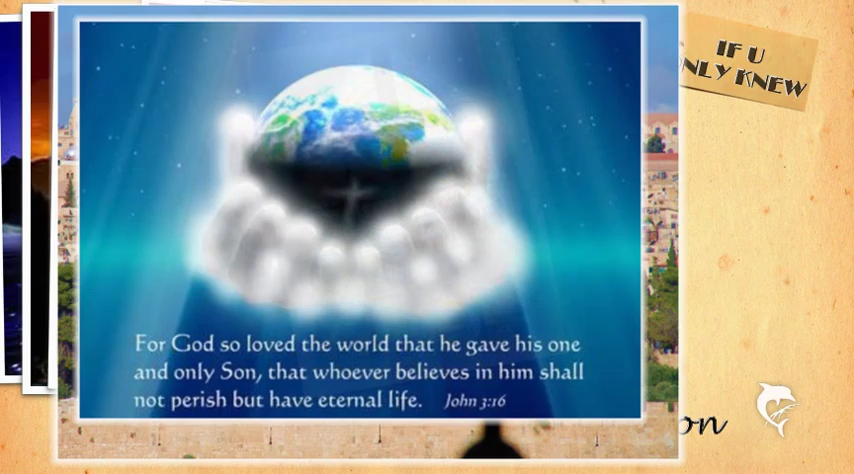 IF U
NLY KNEW
For God so loved the world that he gave his one
and only Son, that whoever believes in him shall
not perish but have eternal life. John 3:16
on